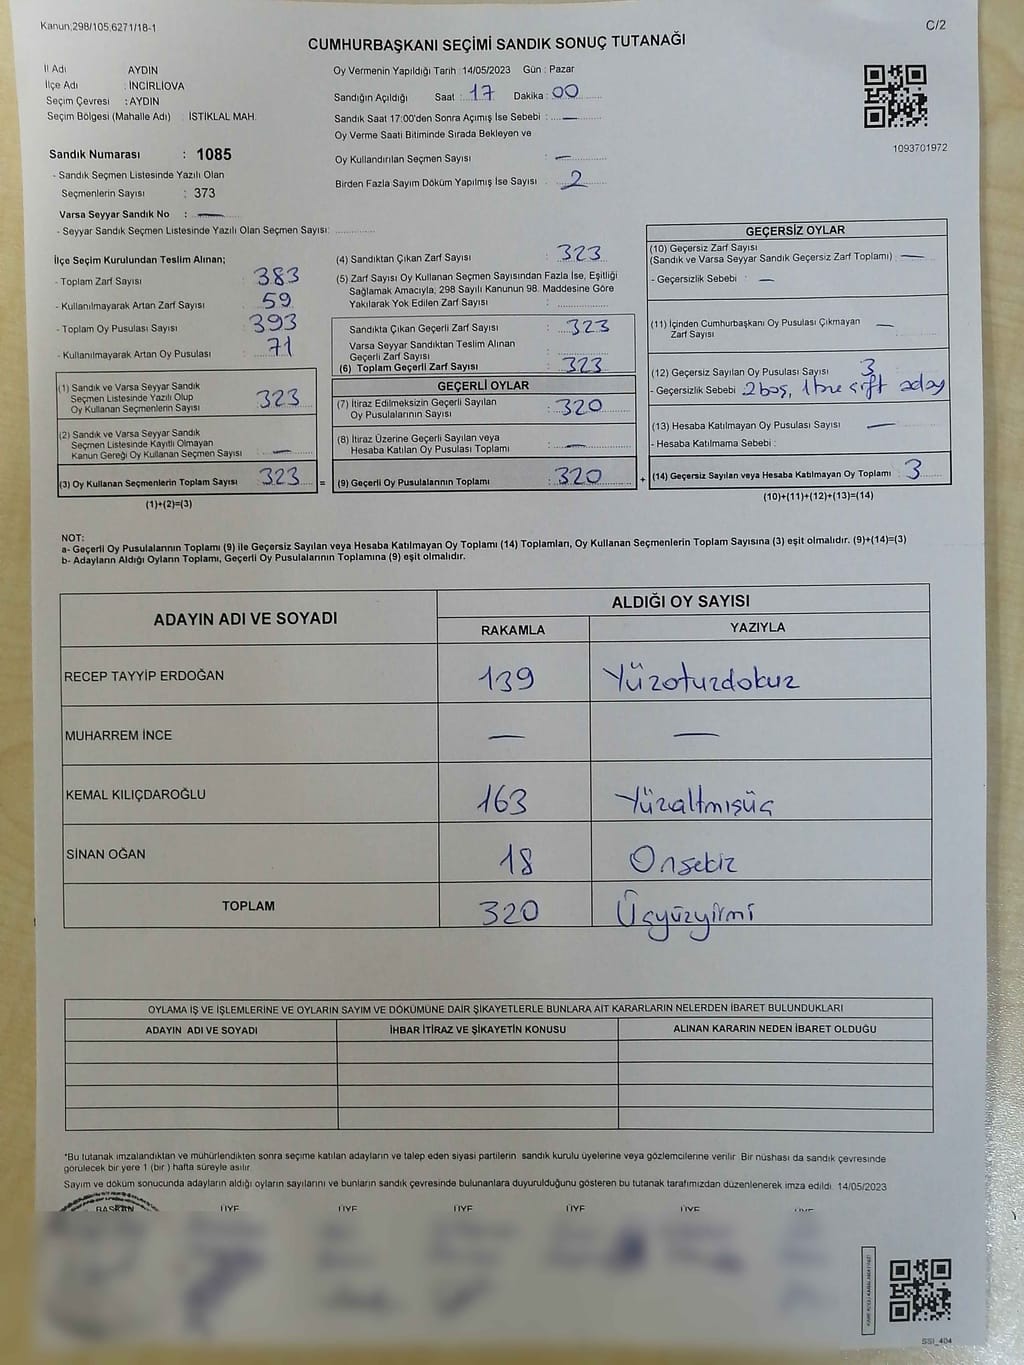 Kanun,298/105,6271/18-1
C/2
CUMHURBAŞKANI SEÇİMİ SANDIK SONUÇ TUTANAĞI
İl Adı AYDIN
İlçe Adı : İNCİRLİOVA
Seçim Çevresi : AYDIN
Seçim Bölgesi (Mahalle Adı) : İSTİKLAL MAH.
Sandık Numarası : 1085
- Sandık Seçmen Listesinde Yazılı Olan
Seçmenlerin Sayısı : 373
Varsa Seyyar Sandık No : —
- Seyyar Sandık Seçmen Listesinde Yazılı Olan Seçmen Sayısı:
Oy Vermenin Yapıldığı Tarih : 14/05/2023 Gün : Pazar
Sandığın Açıldığı Saat : 17 Dakika : 00
Sandık Saat 17:00'den Sonra Açımış İse Sebebi : —
Oy Verme Saati Bitiminde Sırada Bekleyen ve
Oy Kullandırılan Seçmen Sayısı : —
Birden Fazla Sayım Döküm Yapılmış İse Sayısı : 2
1093701972
İlçe Seçim Kurulundan Teslim Alınan;
- Toplam Zarf Sayısı : 383
- Kullanılmayarak Artan Zarf Sayısı : 59
- Toplam Oy Pusulası Sayısı : 393
- Kullanılmayarak Artan Oy Pusulası : 71
(1) Sandık ve Varsa Seyyar Sandık
Seçmen Listesinde Yazılı Olup
Oy Kullanan Seçmenlerin Sayısı : 323
(2) Sandık ve Varsa Seyyar Sandık
Seçmen Listesinde Kayıtlı Olmayan
Kanun Gereği Oy Kullanan Seçmen Sayısı : —
(3) Oy Kullanan Seçmenlerin Toplam Sayısı : 323 =
(1)+(2)=(3)
(4) Sandıktan Çıkan Zarf Sayısı : 323
(5) Zarf Sayısı Oy Kullanan Seçmen Sayısından Fazla İse, Eşitliği
Sağlamak Amacıyla, 298 Sayılı Kanunun 98. Maddesine Göre
Yakılarak Yok Edilen Zarf Sayısı :
Sandıkta Çıkan Geçerli Zarf Sayısı : 323
Varsa Seyyar Sandıktan Teslim Alınan
Geçerli Zarf Sayısı :
(6) Toplam Geçerli Zarf Sayısı : 323
GEÇERLİ OYLAR
(7) İtiraz Edilmeksizin Geçerli Sayılan
Oy Pusulalarının Sayısı : 320
(8) İtiraz Üzerine Geçerli Sayılan veya
Hesaba Katılan Oy Pusulası Toplamı : —
(9) Geçerli Oy Pusulalarının Toplamı : 320 +
GEÇERSİZ OYLAR
(10) Geçersiz Zarf Sayısı
(Sandık ve Varsa Seyyar Sandık Geçersiz Zarf Toplamı) : —
- Geçersizlik Sebebi : —
(11) İçinden Cumhurbaşkanı Oy Pusulası Çıkmayan
Zarf Sayısı : —
(12) Geçersiz Sayılan Oy Pusulası Sayısı : 3
- Geçersizlik Sebebi : 2 boş, 1 tane çift aday
(13) Hesaba Katılmayan Oy Pusulası Sayısı : —
- Hesaba Katılmama Sebebi :
(14) Geçersiz Sayılan veya Hesaba Katılmayan Oy Toplamı : 3
(10)+(11)+(12)+(13)=(14)
NOT:
a- Geçerli Oy Pusulalarının Toplamı (9) ile Geçersiz Sayılan veya Hesaba Katılmayan Oy Toplamı (14) Toplamları, Oy Kullanan Seçmenlerin Toplam Sayısına (3) eşit olmalıdır. (9)+(14)=(3)
b- Adayların Aldığı Oyların Toplamı, Geçerli Oy Pusulalarının Toplamına (9) eşit olmalıdır.
ADAYIN ADI VE SOYADI ALDIĞI OY SAYISI
RAKAMLA YAZIYLA
RECEP TAYYİP ERDOĞAN 139 Yüzotuzdokuz
MUHARREM İNCE — —
KEMAL KILIÇDAROĞLU 163 Yüzaltmışüç
SİNAN OĞAN 18 Onsekiz
TOPLAM 320 Üçyüzyirmi
OYLAMA İŞ VE İŞLEMLERİNE VE OYLARIN SAYIM VE DÖKÜMÜNE DAİR ŞİKAYETLERLE BUNLARA AİT KARARLARIN NELERDEN İBARET BULUNDUKLARI
ADAYIN ADI VE SOYADI İHBAR İTİRAZ VE ŞİKAYETİN KONUSU ALINAN KARARIN NEDEN İBARET OLDUĞU
*Bu tutanak imzalandıktan ve mühürlendikten sonra seçime katılan adayların ve talep eden siyasi partilerin sandık kurulu üyelerine veya gözlemcilerine verilir. Bir nüshası da sandık çevresinde
görülecek bir yere 1 (bir) hafta süreyle asılır.
Sayım ve döküm sonucunda adayların aldığı oyların sayılarını ve bunların sandık çevresinde bulunanlara duyurulduğunu gösteren bu tutanak tarafımızdan düzenlenerek imza edildi. 14/05/2023
BAŞKAN ÜYE ÜYE ÜYE ÜYE ÜYE ÜYE
SSI_404